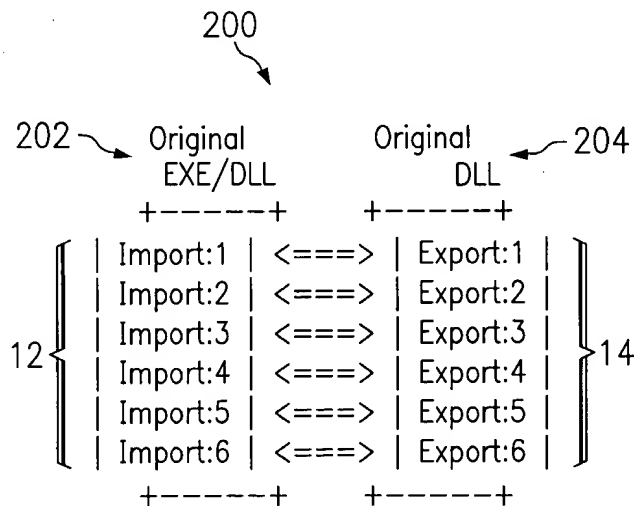 200
202 Original EXE/DLL Original DLL 204
+-----+ +-----+
| Import:1 | <===> | Export:1 |
| Import:2 | <===> | Export:2 |
| Import:3 | <===> | Export:3 |
12 | Import:4 | <===> | Export:4 | 14
| Import:5 | <===> | Export:5 |
| Import:6 | <===> | Export:6 |
+-----+ +-----+